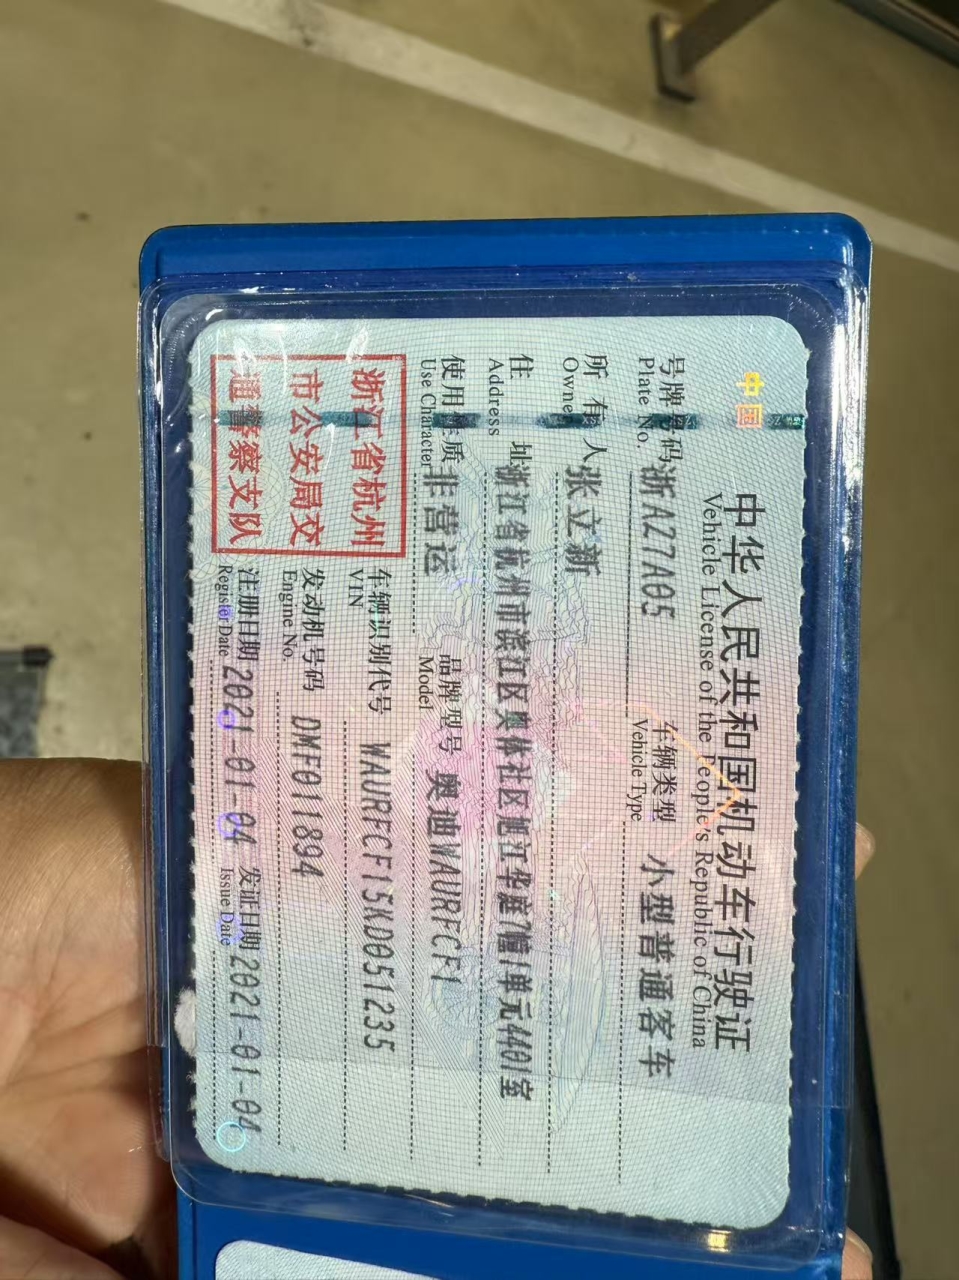 中国
中华人民共和国机动车行驶证
Vehicle License of the People's Republic of China
号牌号码 浙A27A05 车辆类型 小型普通客车
Plate No. Vehicle Type
所有人 张立新
Owner
住址 浙江省杭州市滨江区奥体社区旭江华庭7幢1单元4401室
Address
使用性质 非营运 品牌型号 奥迪WAURFCF1
Use Character Model
浙江省杭州
市公安局交
通警察支队
车辆识别代号 WAURFCF15KD051235
VIN
发动机号码 DMF011894
Engine No.
注册日期 2021-01-04 发证日期 2021-01-04
Register Date Issue Date